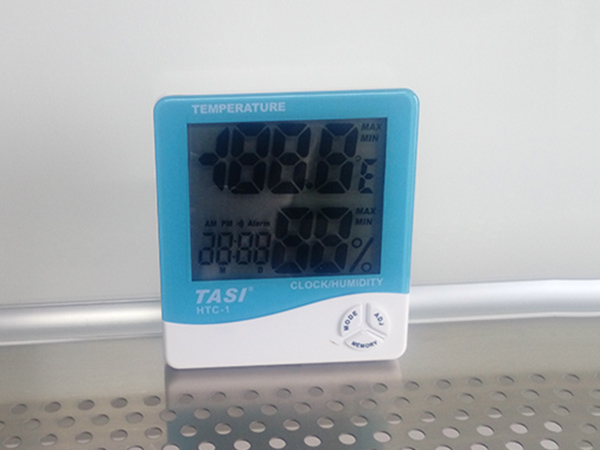 TEMPERATURE
MAX
MIN
MAX
MIN
AM PM Alarm
%
M D
CLOCK/HUMIDITY
TASI®
HTC-1
MODE ADJ
MEMORY